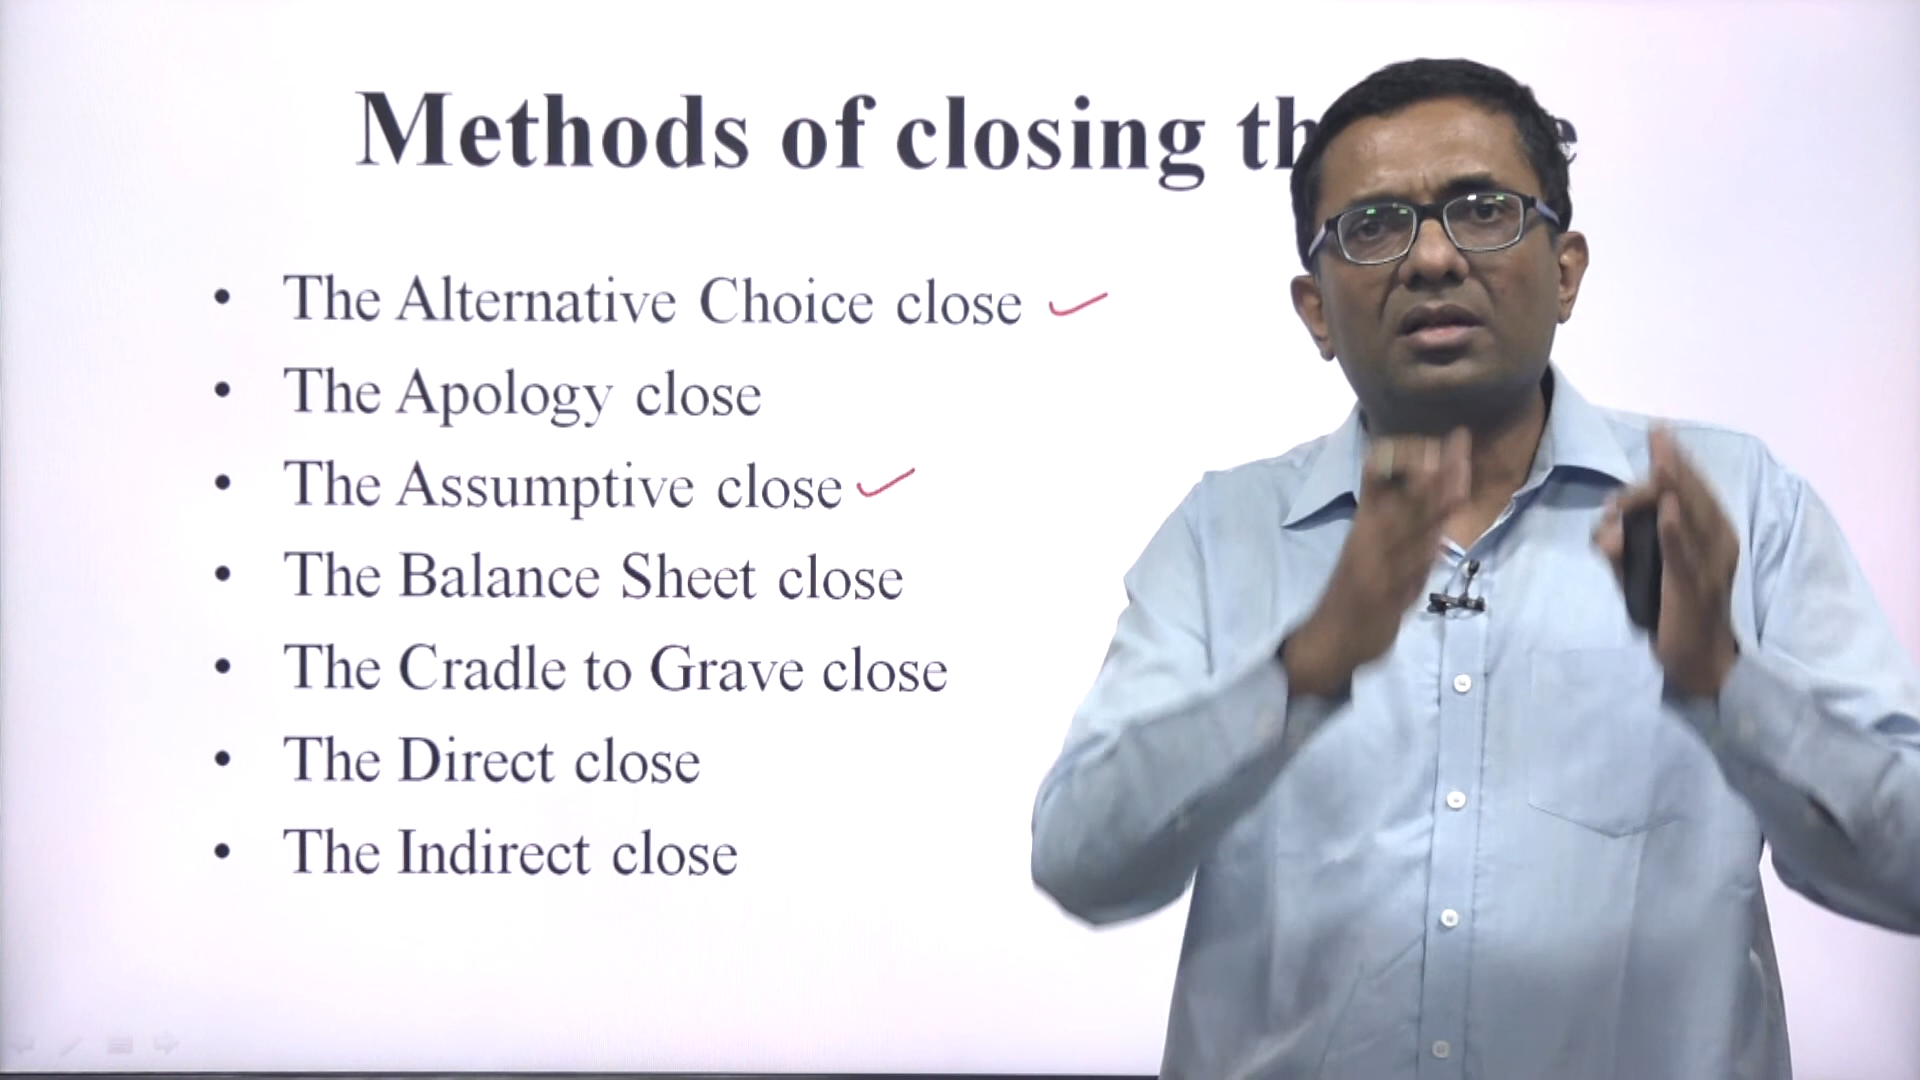 Methods of closing
• The Alternative Choice close
• The Apology close
• The Assumptive close
• The Balance Sheet close
• The Cradle to Grave close
• The Direct close
• The Indirect close